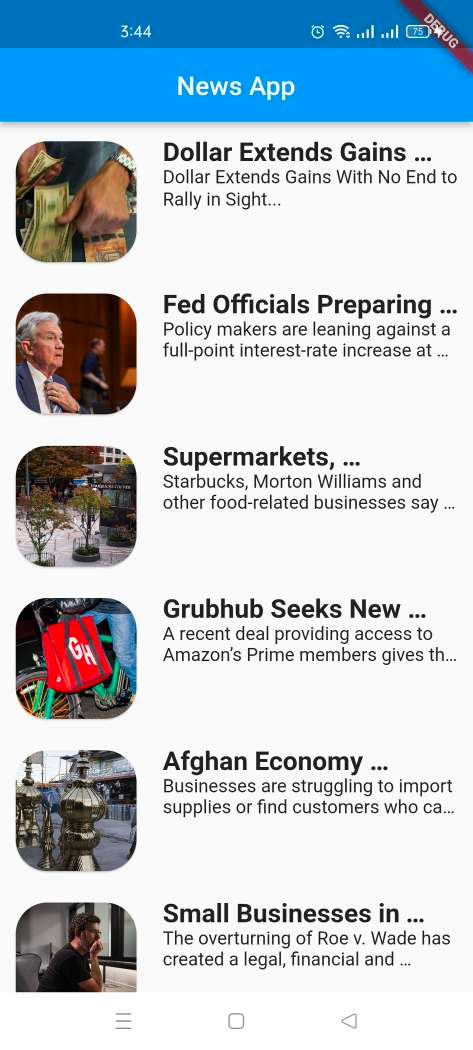 3:44
75
DEBUG
News App
Dollar Extends Gains ...
Dollar Extends Gains With No End to
Rally in Sight...
Fed Officials Preparing ...
Policy makers are leaning against a
full-point interest-rate increase at ...
Supermarkets, ...
Starbucks, Morton Williams and
other food-related businesses say ...
Grubhub Seeks New ...
A recent deal providing access to
Amazon’s Prime members gives th...
GH
Afghan Economy ...
Businesses are struggling to import
supplies or find customers who ca...
Small Businesses in ...
The overturning of Roe v. Wade has
created a legal, financial and ...